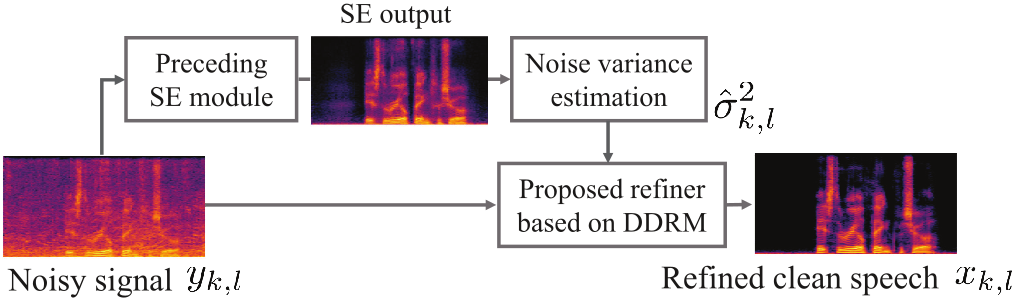 SE output
Preceding
SE module
Noise variance
estimation
$\hat{\sigma}^2_{k,l}$
Proposed refiner
based on DDRM
Noisy signal $y_{k,l}$
Refined clean speech $x_{k,l}$